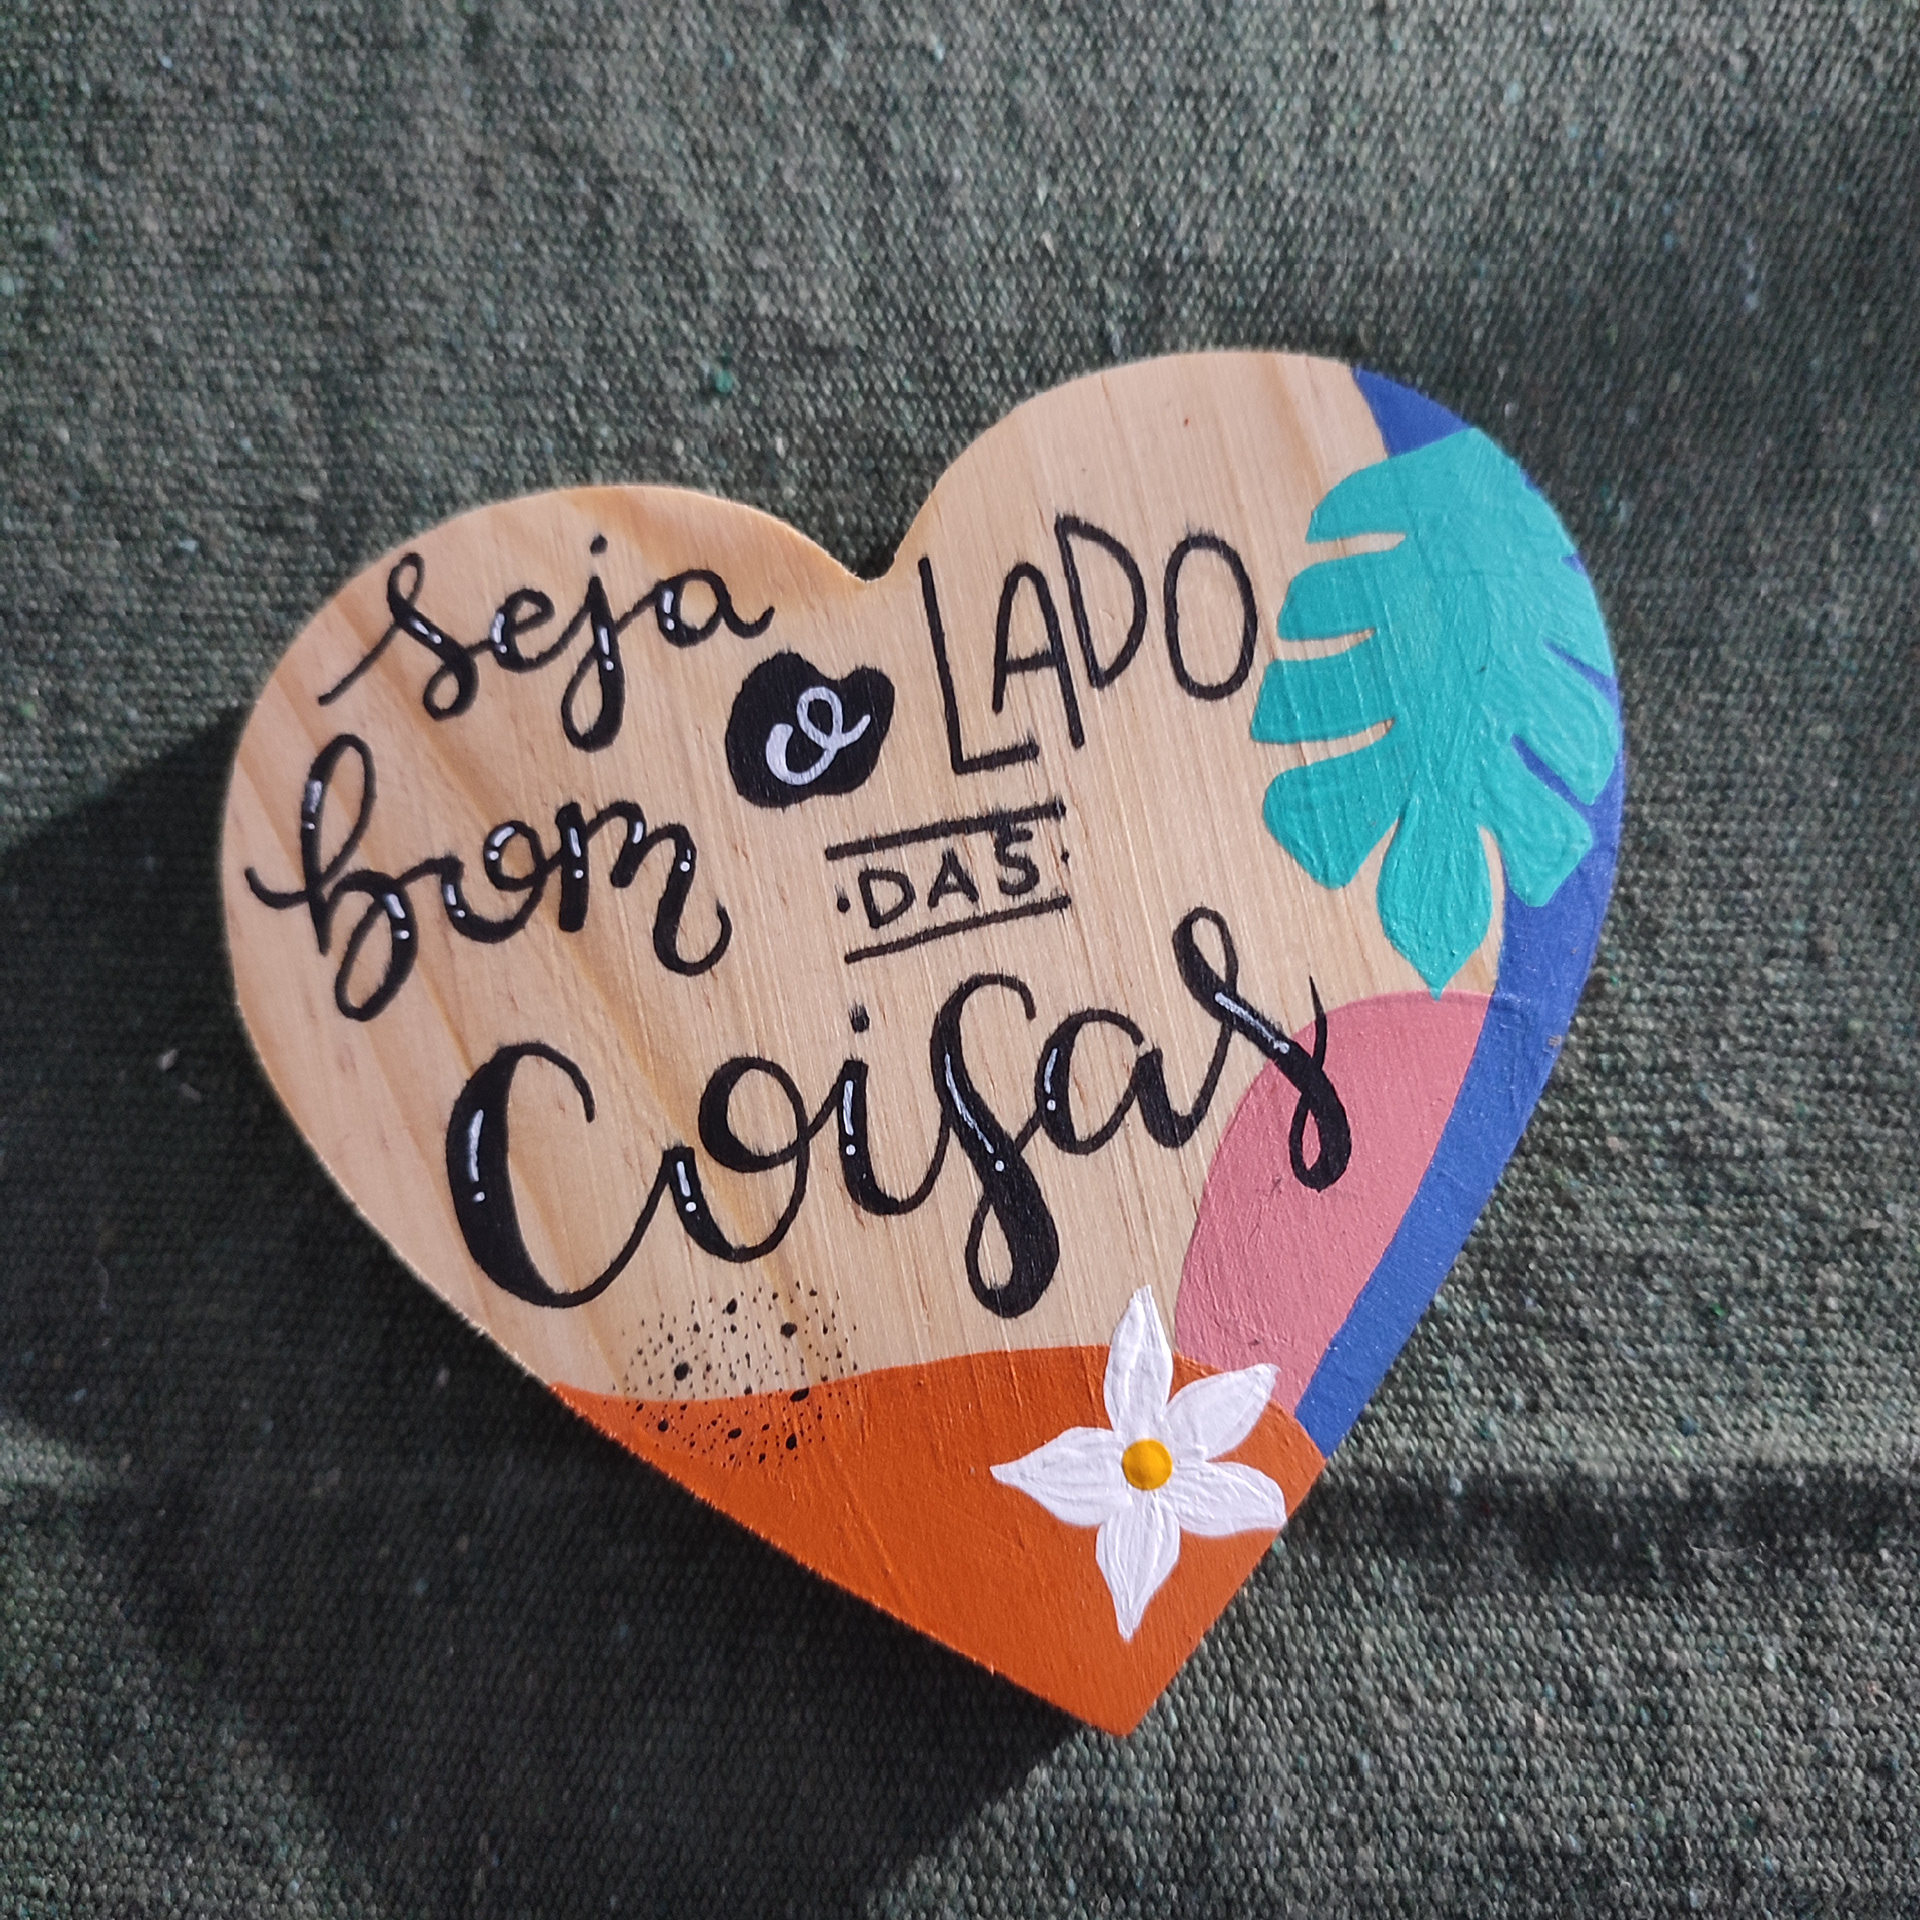 seja
o LADO
bom
DAS
Coisas